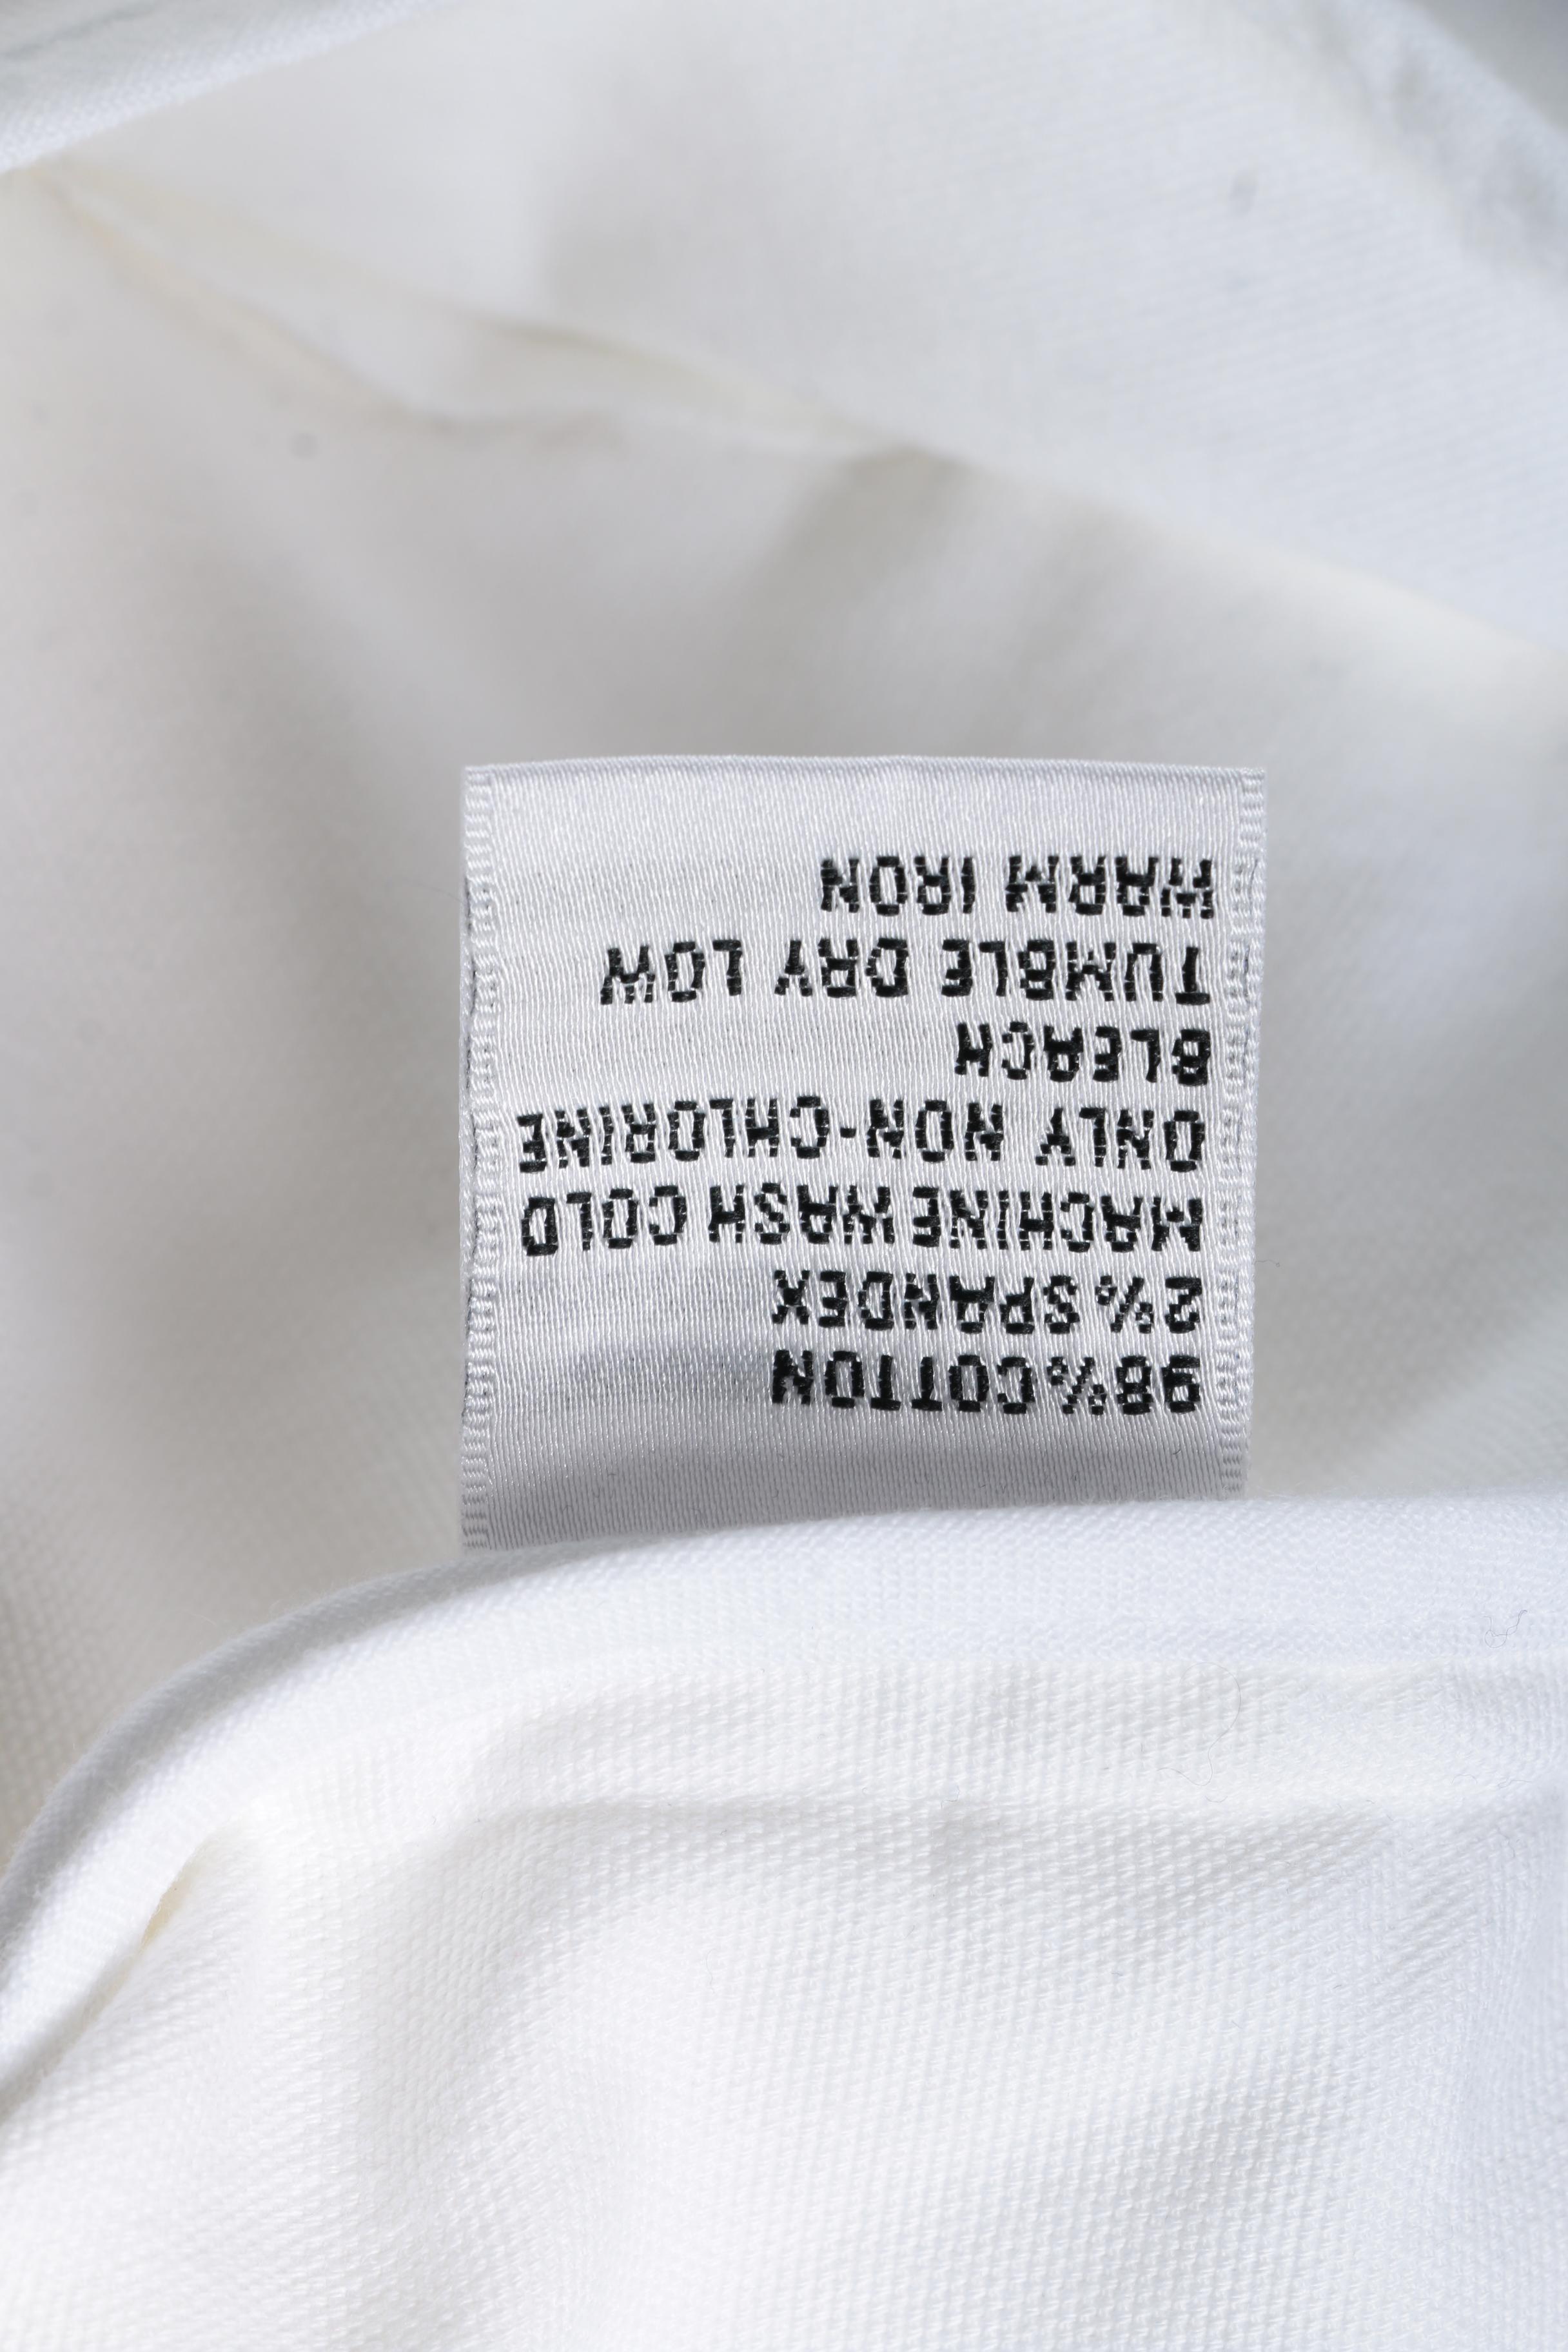 98% COTTON
2% SPANDEX
MACHINE WASH COLD
ONLY NON-CHLORINE
BLEACH
TUMBLE DRY LOW
WARM IRON